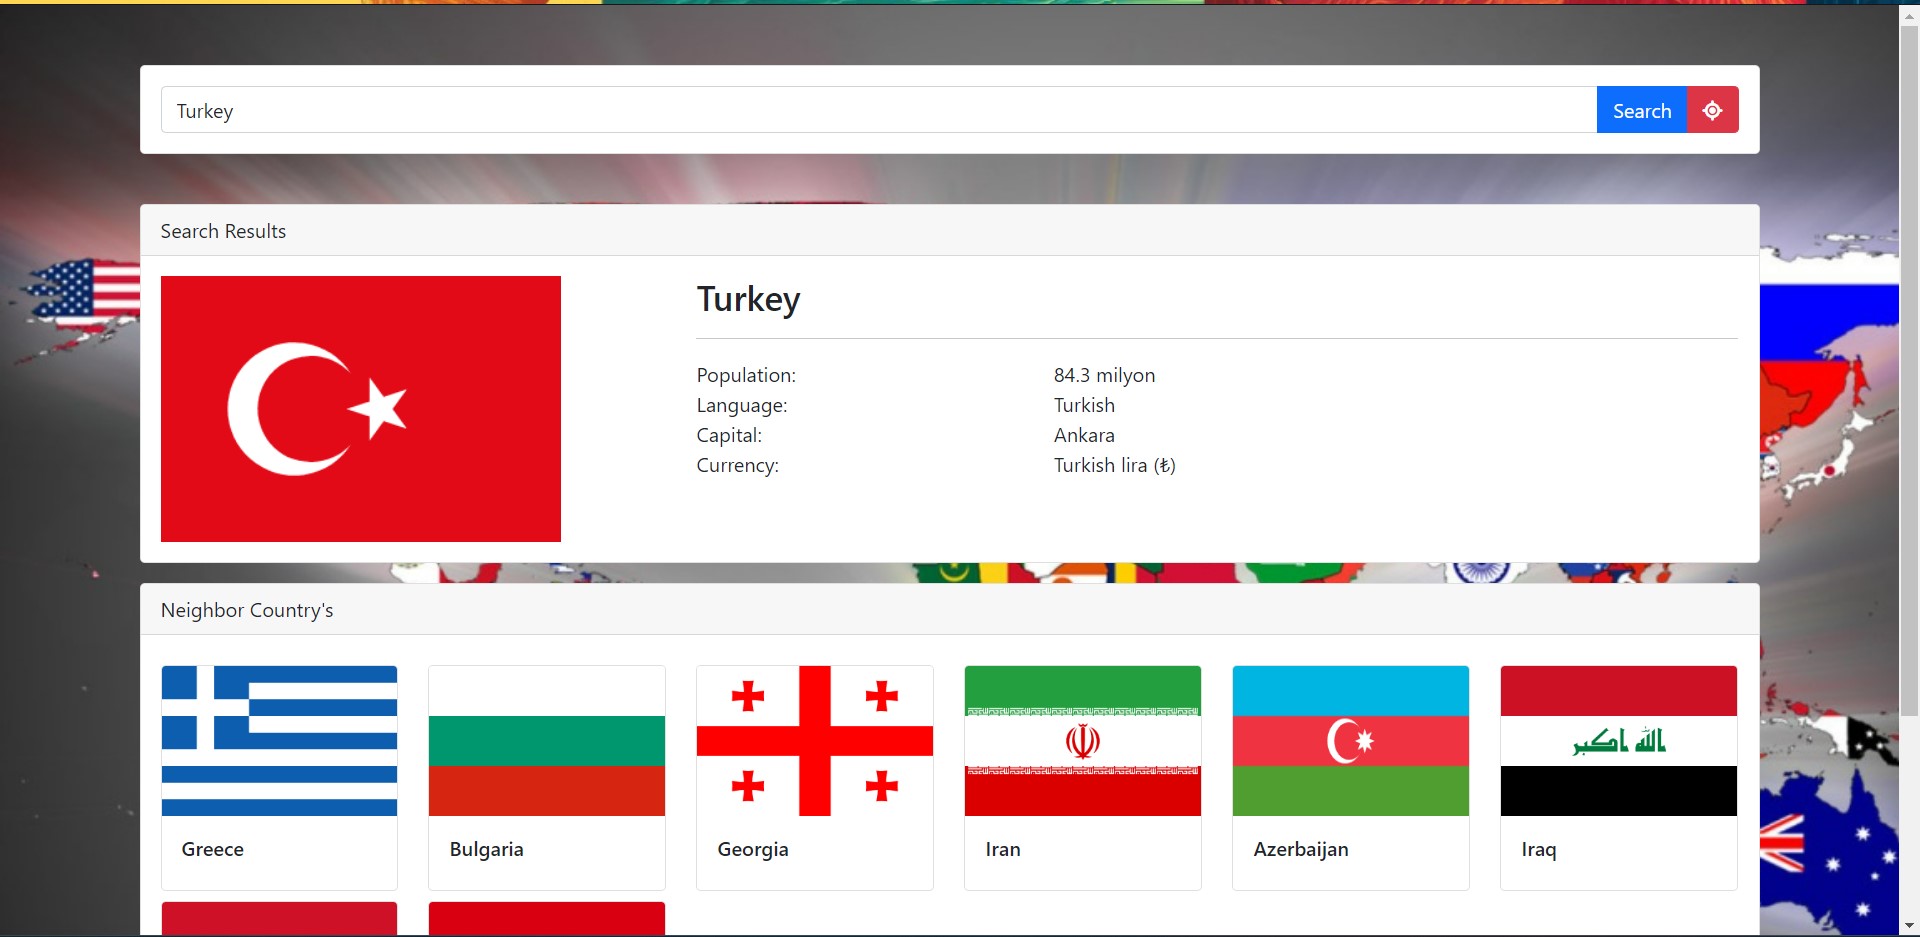 Turkey
Search
Search Results
Turkey
Population: 84.3 milyon
Language: Turkish
Capital: Ankara
Currency: Turkish lira (₺)
Neighbor Country's
الله اكبر
Greece
Bulgaria
Georgia
Iran
Azerbaijan
Iraq